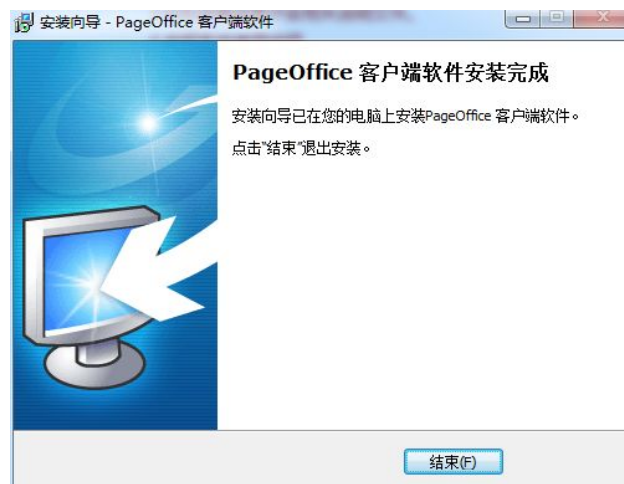 安装向导 - PageOffice 客户端软件
PageOffice 客户端软件安装完成
安装向导已在您的电脑上安装PageOffice 客户端软件。
点击"结束"退出安装。
结束(F)